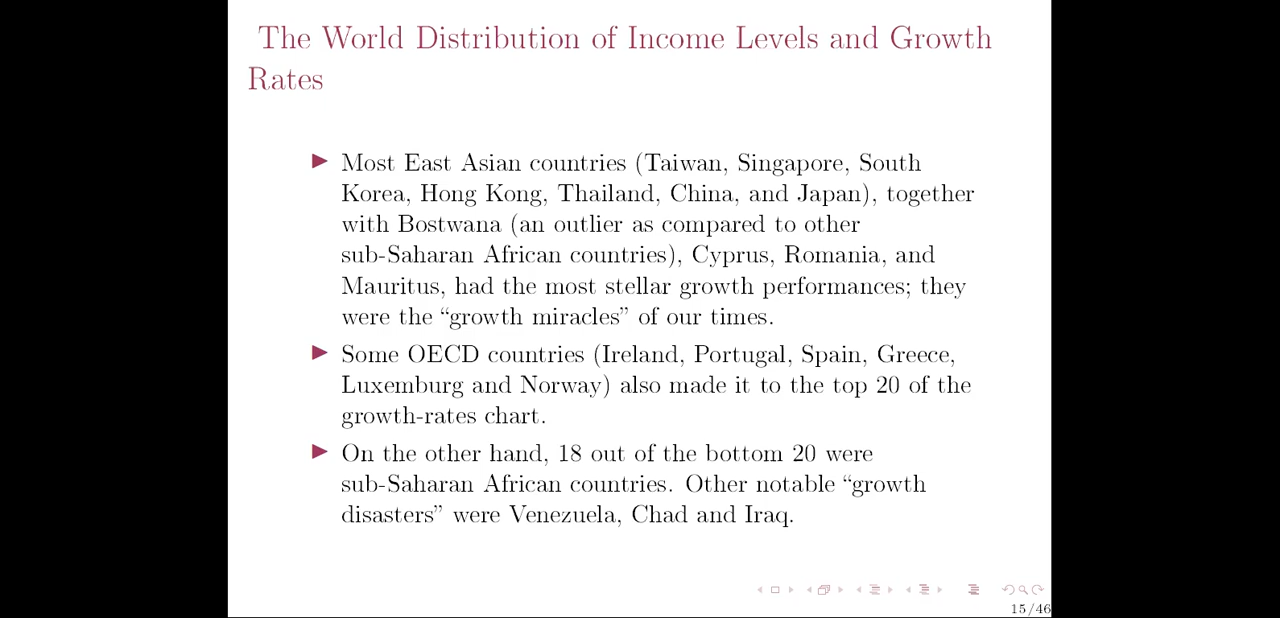 The World Distribution of Income Levels and Growth
Rates
Most East Asian countries (Taiwan, Singapore, South
Korea, Hong Kong, Thailand, China, and Japan), together
with Bostwana (an outlier as compared to other
sub-Saharan African countries), Cyprus, Romania, and
Mauritus, had the most stellar growth performances; they
were the “growth miracles” of our times.
Some OECD countries (Ireland, Portugal, Spain, Greece,
Luxemburg and Norway) also made it to the top 20 of the
growth-rates chart.
On the other hand, 18 out of the bottom 20 were
sub-Saharan African countries. Other notable “growth
disasters” were Venezuela, Chad and Iraq.
15/46